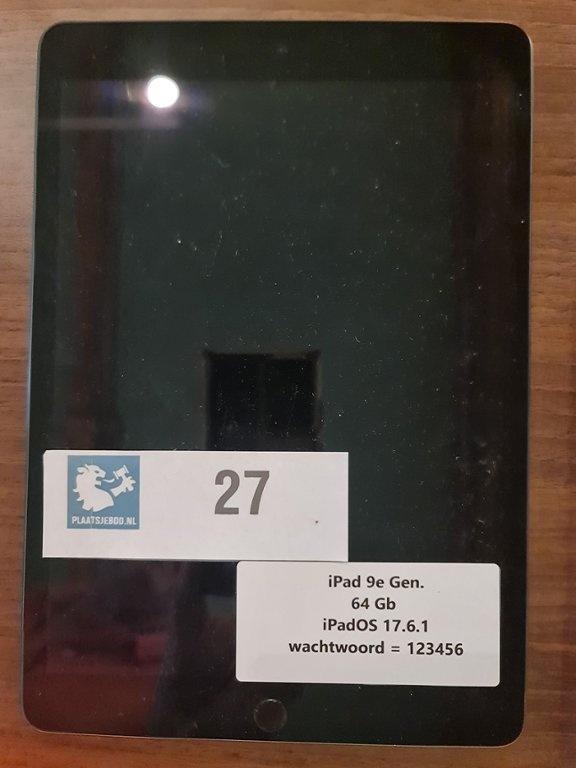 PLAATSJEBOD.NL
27
iPad 9e Gen.
64 Gb
iPadOS 17.6.1
wachtwoord = 123456